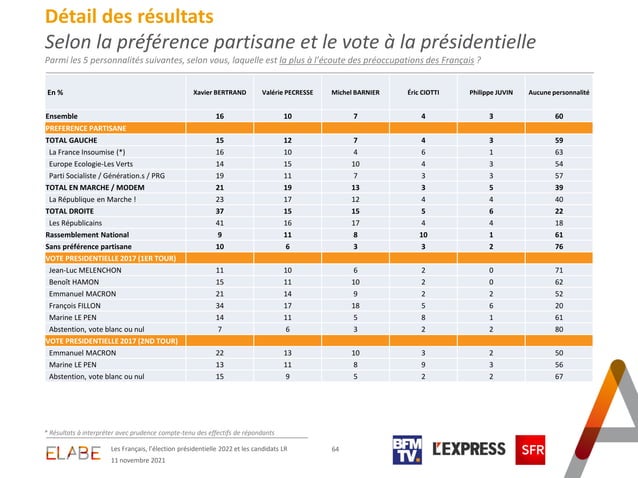 Détail des résultats
Selon la préférence partisane et le vote à la présidentielle
Parmi les 5 personnalités suivantes, selon vous, laquelle est la plus à l'écoute des préoccupations des Français ?
En % Xavier BERTRAND Valérie PECRESSE Michel BARNIER Éric CIOTTI Philippe JUVIN Aucune personnalité
Ensemble 16 10 7 4 3 60
PREFERENCE PARTISANE
TOTAL GAUCHE 15 12 7 4 3 59
La France Insoumise (*) 16 10 4 6 1 63
Europe Ecologie-Les Verts 14 15 10 4 3 54
Parti Socialiste / Génération.s / PRG 19 11 7 3 3 57
TOTAL EN MARCHE / MODEM 21 19 13 3 5 39
La République en Marche ! 23 17 12 4 4 40
TOTAL DROITE 37 15 15 5 6 22
Les Républicains 41 16 17 4 4 18
Rassemblement National 9 11 8 10 1 61
Sans préférence partisane 10 6 3 3 2 76
VOTE PRESIDENTIELLE 2017 (1ER TOUR)
Jean-Luc MELENCHON 11 10 6 2 0 71
Benoît HAMON 15 11 10 2 0 62
Emmanuel MACRON 21 14 9 2 2 52
François FILLON 34 17 18 5 6 20
Marine LE PEN 14 11 5 8 1 61
Abstention, vote blanc ou nul 7 6 3 2 2 80
VOTE PRESIDENTIELLE 2017 (2ND TOUR)
Emmanuel MACRON 22 13 10 3 2 50
Marine LE PEN 13 11 8 9 3 56
Abstention, vote blanc ou nul 15 9 5 2 2 67
* Résultats à interpréter avec prudence compte-tenu des effectifs de répondants
ELABE Les Français, l'élection présidentielle 2022 et les candidats LR 64
11 novembre 2021
BFM TV. L'EXPRESS SFR